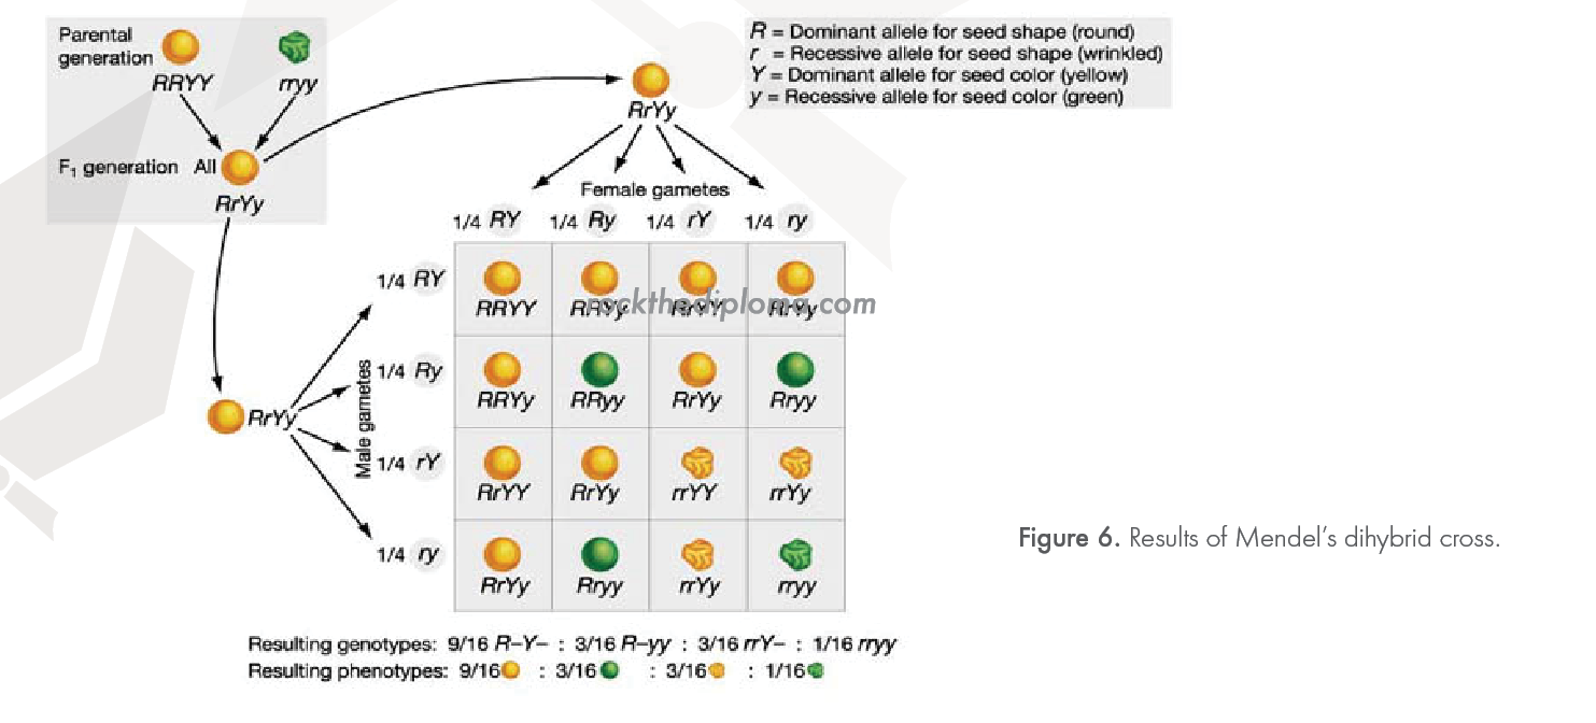 Parental
generation
RRYY
rryy
F₁ generation All
RrYy
RrYy
R = Dominant allele for seed shape (round)
r = Recessive allele for seed shape (wrinkled)
Y = Dominant allele for seed color (yellow)
y = Recessive allele for seed color (green)
Female gametes
1/4 RY 1/4 Ry 1/4 rY 1/4 ry
RrYy
Male gametes
1/4 RY
RRYY RRYy RrYY RrYy
rockthediploma.com
1/4 Ry
RRYy RRyy RrYy Rryy
1/4 rY
RrYY RrYy rrYY rrYy
1/4 ry
RrYy Rryy rrYy rryy
Resulting genotypes: 9/16 R–Y– : 3/16 R–yy : 3/16 rrY– : 1/16 rryy
Resulting phenotypes: 9/16 : 3/16 : 3/16 : 1/16
Figure 6. Results of Mendel's dihybrid cross.